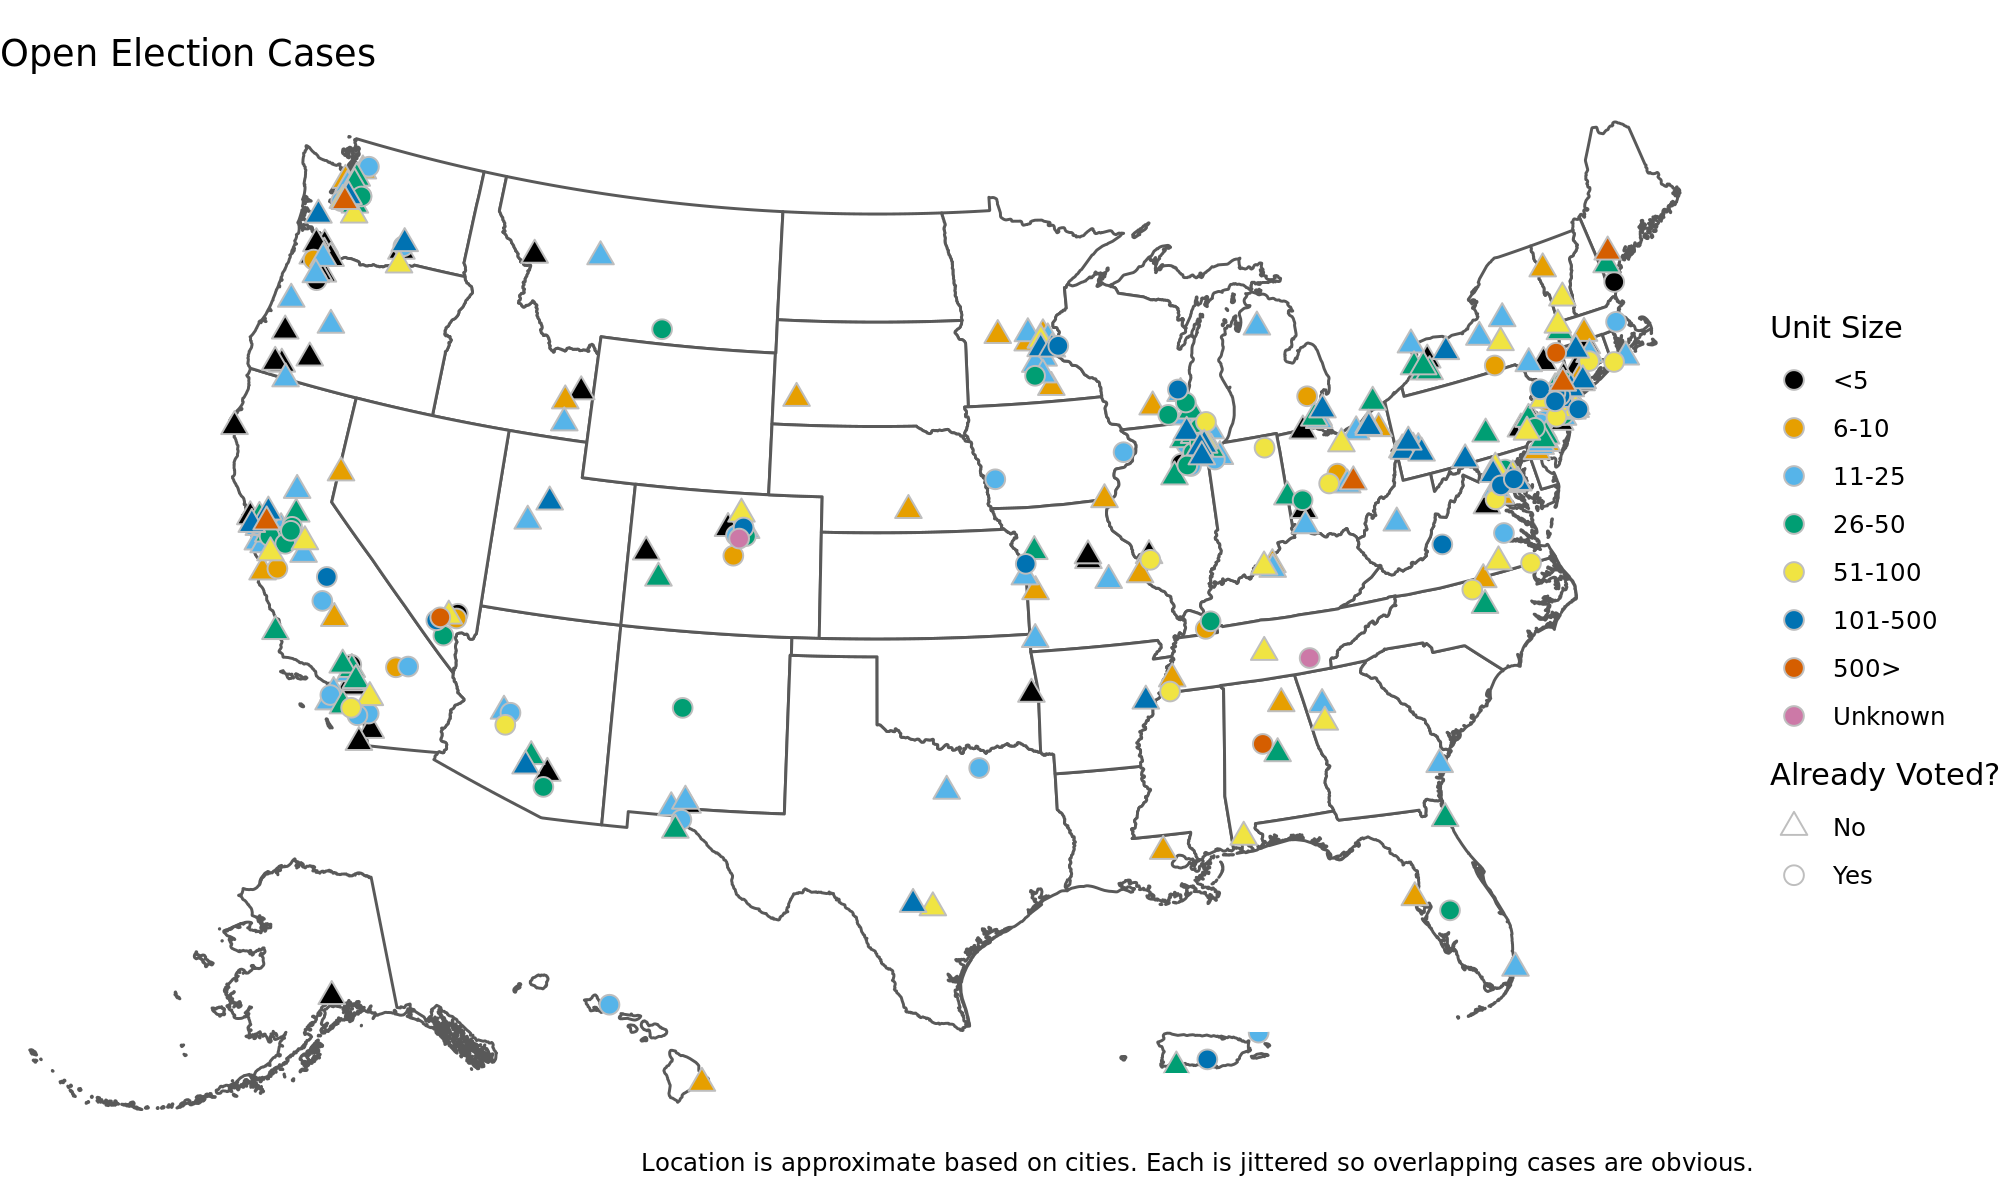 Open Election Cases
Unit Size
<5
6-10
11-25
26-50
51-100
101-500
500>
Unknown
Already Voted?
No
Yes
Location is approximate based on cities. Each is jittered so overlapping cases are obvious.